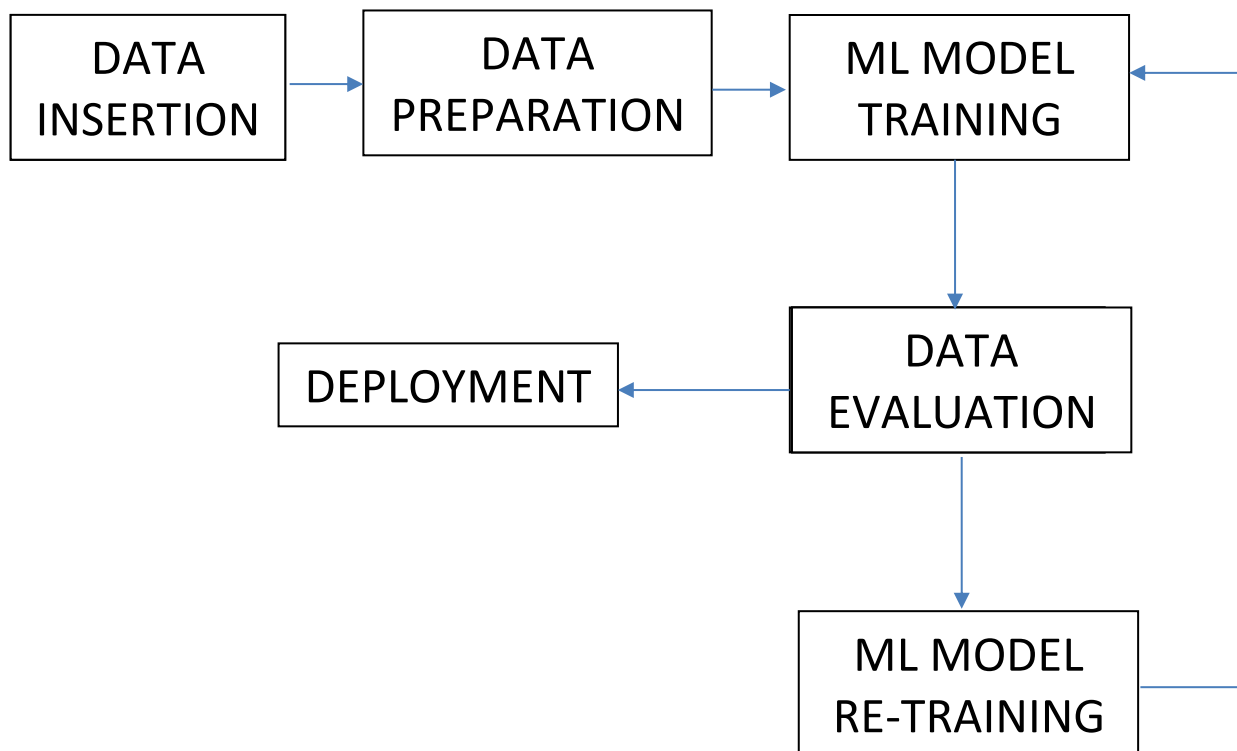 DATA
INSERTION
DATA
PREPARATION
ML MODEL
TRAINING
DATA
EVALUATION
DEPLOYMENT
ML MODEL
RE-TRAINING